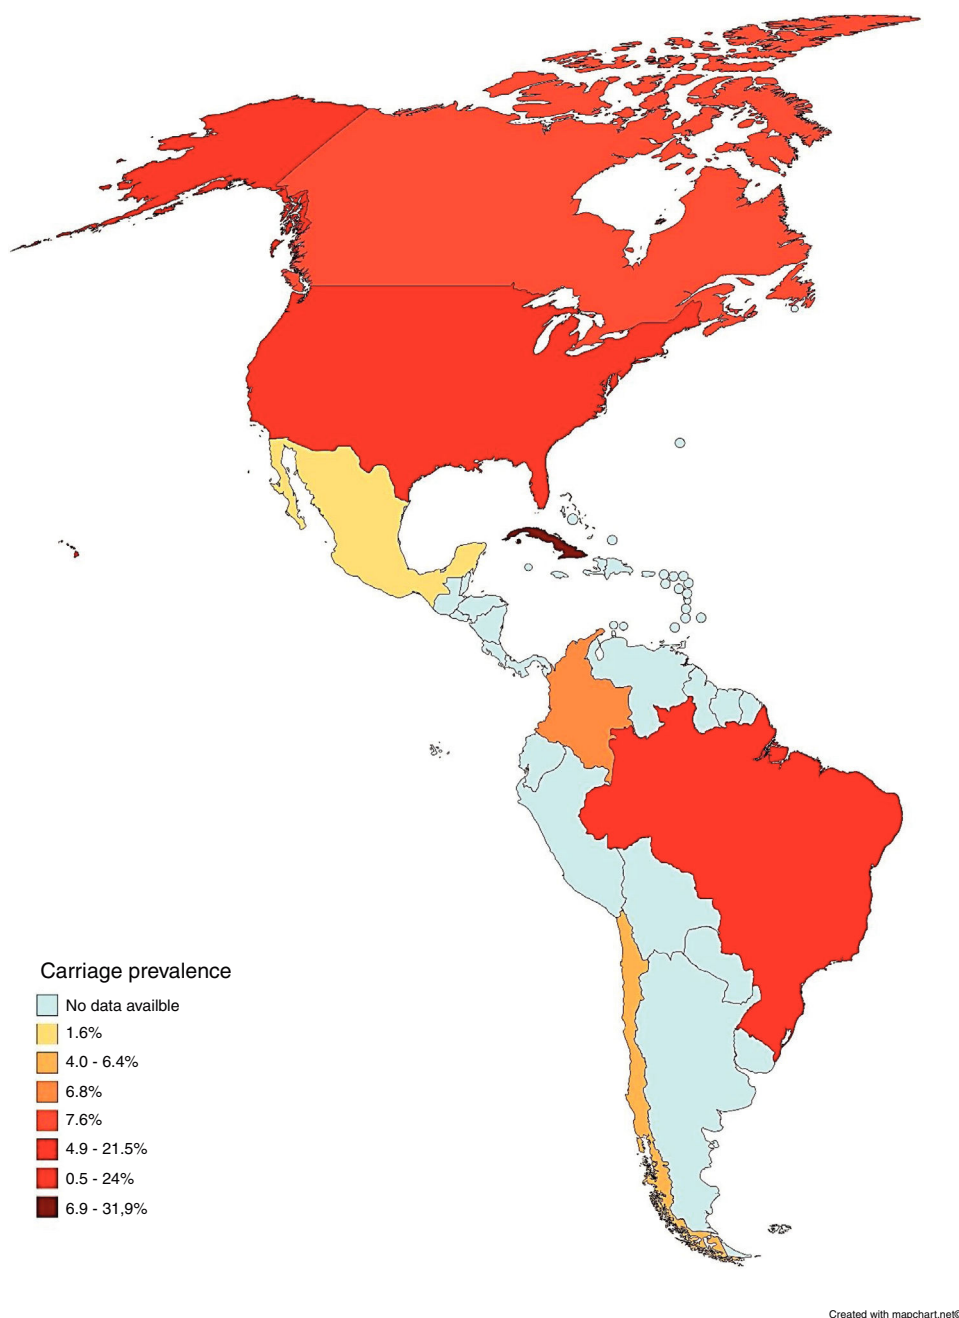 Carriage prevalence
No data availble
1.6%
4.0 - 6.4%
6.8%
7.6%
4.9 - 21.5%
0.5 - 24%
6.9 - 31,9%
Created with mapchart.net©